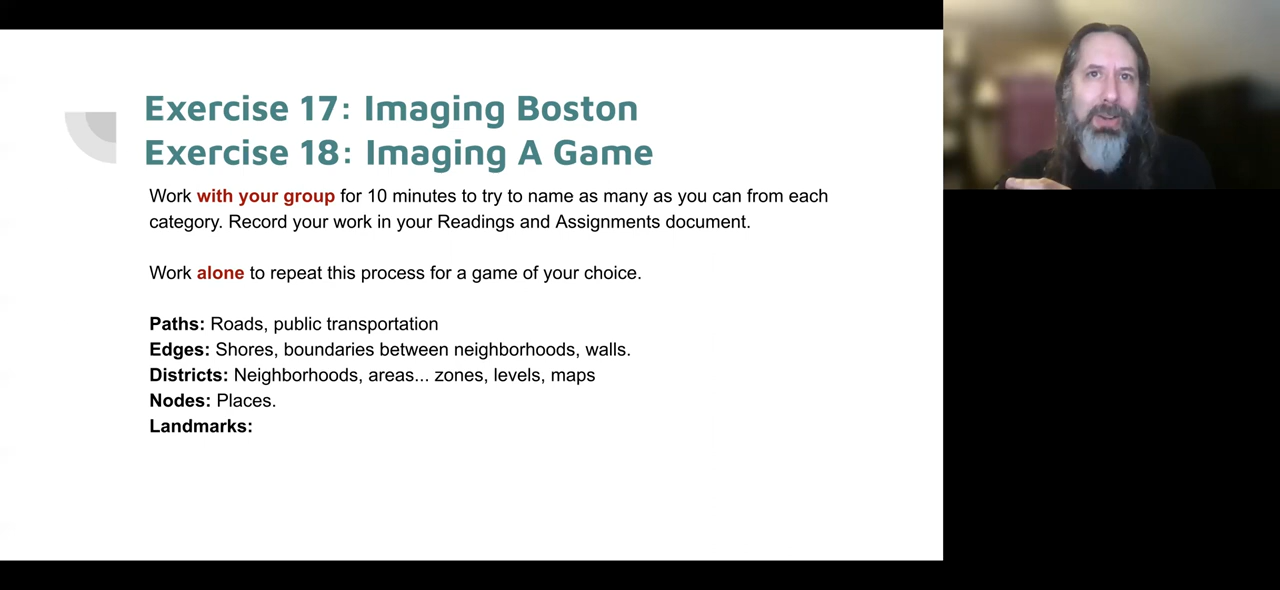 Exercise 17: Imaging Boston
Exercise 18: Imaging A Game
Work with your group for 10 minutes to try to name as many as you can from each
category. Record your work in your Readings and Assignments document.
Work alone to repeat this process for a game of your choice.
Paths: Roads, public transportation
Edges: Shores, boundaries between neighborhoods, walls.
Districts: Neighborhoods, areas... zones, levels, maps
Nodes: Places.
Landmarks: